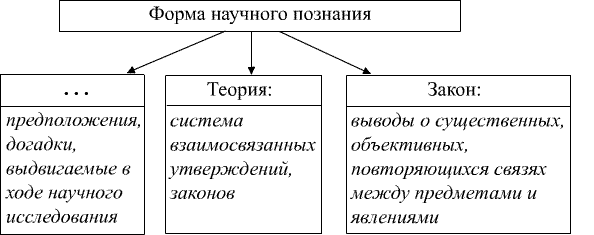 Форма научного познания
...
предположения,
догадки,
выдвигаемые в
ходе научного
исследования
Теория:
система
взаимосвязанных
утверждений,
законов
Закон:
выводы о существенных,
объективных,
повторяющихся связях
между предметами и
явлениями